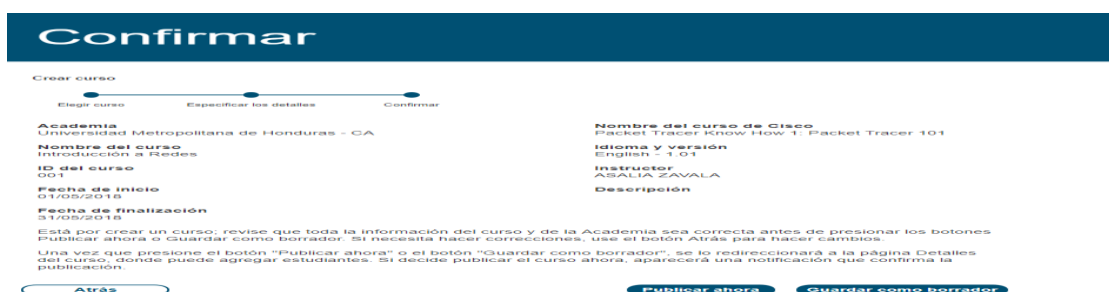 Confirmar
Crear curso
Elegir curso Especificar los detalles Confirmar
Academia
Universidad Metropolitana de Honduras - CA
Nombre del curso
Introducción a Redes
ID del curso
001
Fecha de inicio
01/05/2018
Fecha de finalización
31/05/2018
Nombre del curso de Cisco
Packet Tracer Know How 1: Packet Tracer 101
Idioma y versión
English - 1.01
Instructor
ASALIA ZAVALA
Descripción
Está por crear un curso; revise que toda la información del curso y de la Academia sea correcta antes de presionar los botones
Publicar ahora o Guardar como borrador. Si necesita hacer correcciones, use el botón Atrás para hacer cambios.
Una vez que presione el botón "Publicar ahora" o el botón "Guardar como borrador", se lo redireccionará a la página Detalles
del curso, donde puede agregar estudiantes. Si decide publicar el curso ahora, aparecerá una notificación que confirma la
publicación.
Atrás Publicar ahora Guardar como borrador